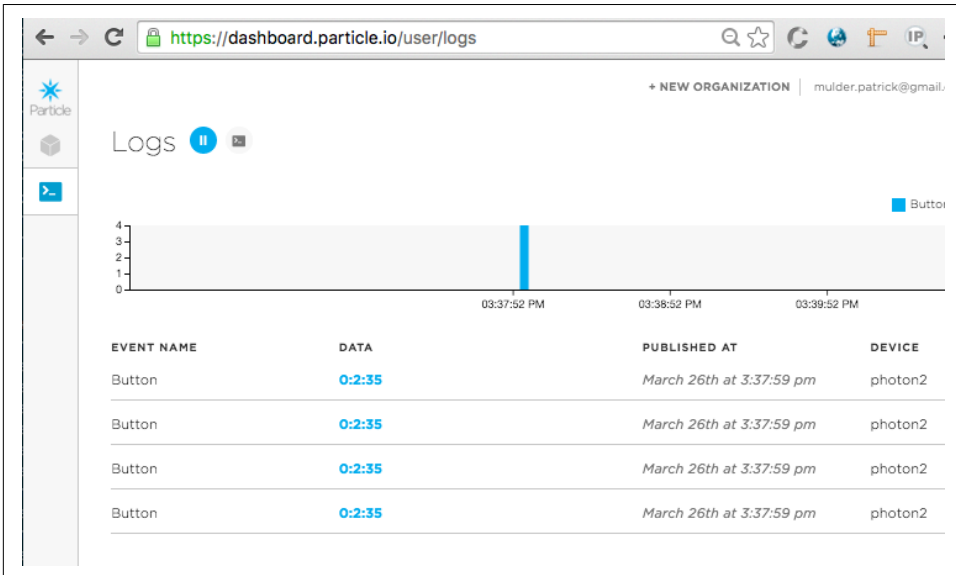 https://dashboard.particle.io/user/logs
IP
Particle
+ NEW ORGANIZATION
mulder.patrick@gmail.
Logs
Button
4
3
2
1
0
03:37:52 PM
03:38:52 PM
03:39:52 PM
EVENT NAME DATA PUBLISHED AT DEVICE
Button 0:2:35 March 26th at 3:37:59 pm photon2
Button 0:2:35 March 26th at 3:37:59 pm photon2
Button 0:2:35 March 26th at 3:37:59 pm photon2
Button 0:2:35 March 26th at 3:37:59 pm photon2